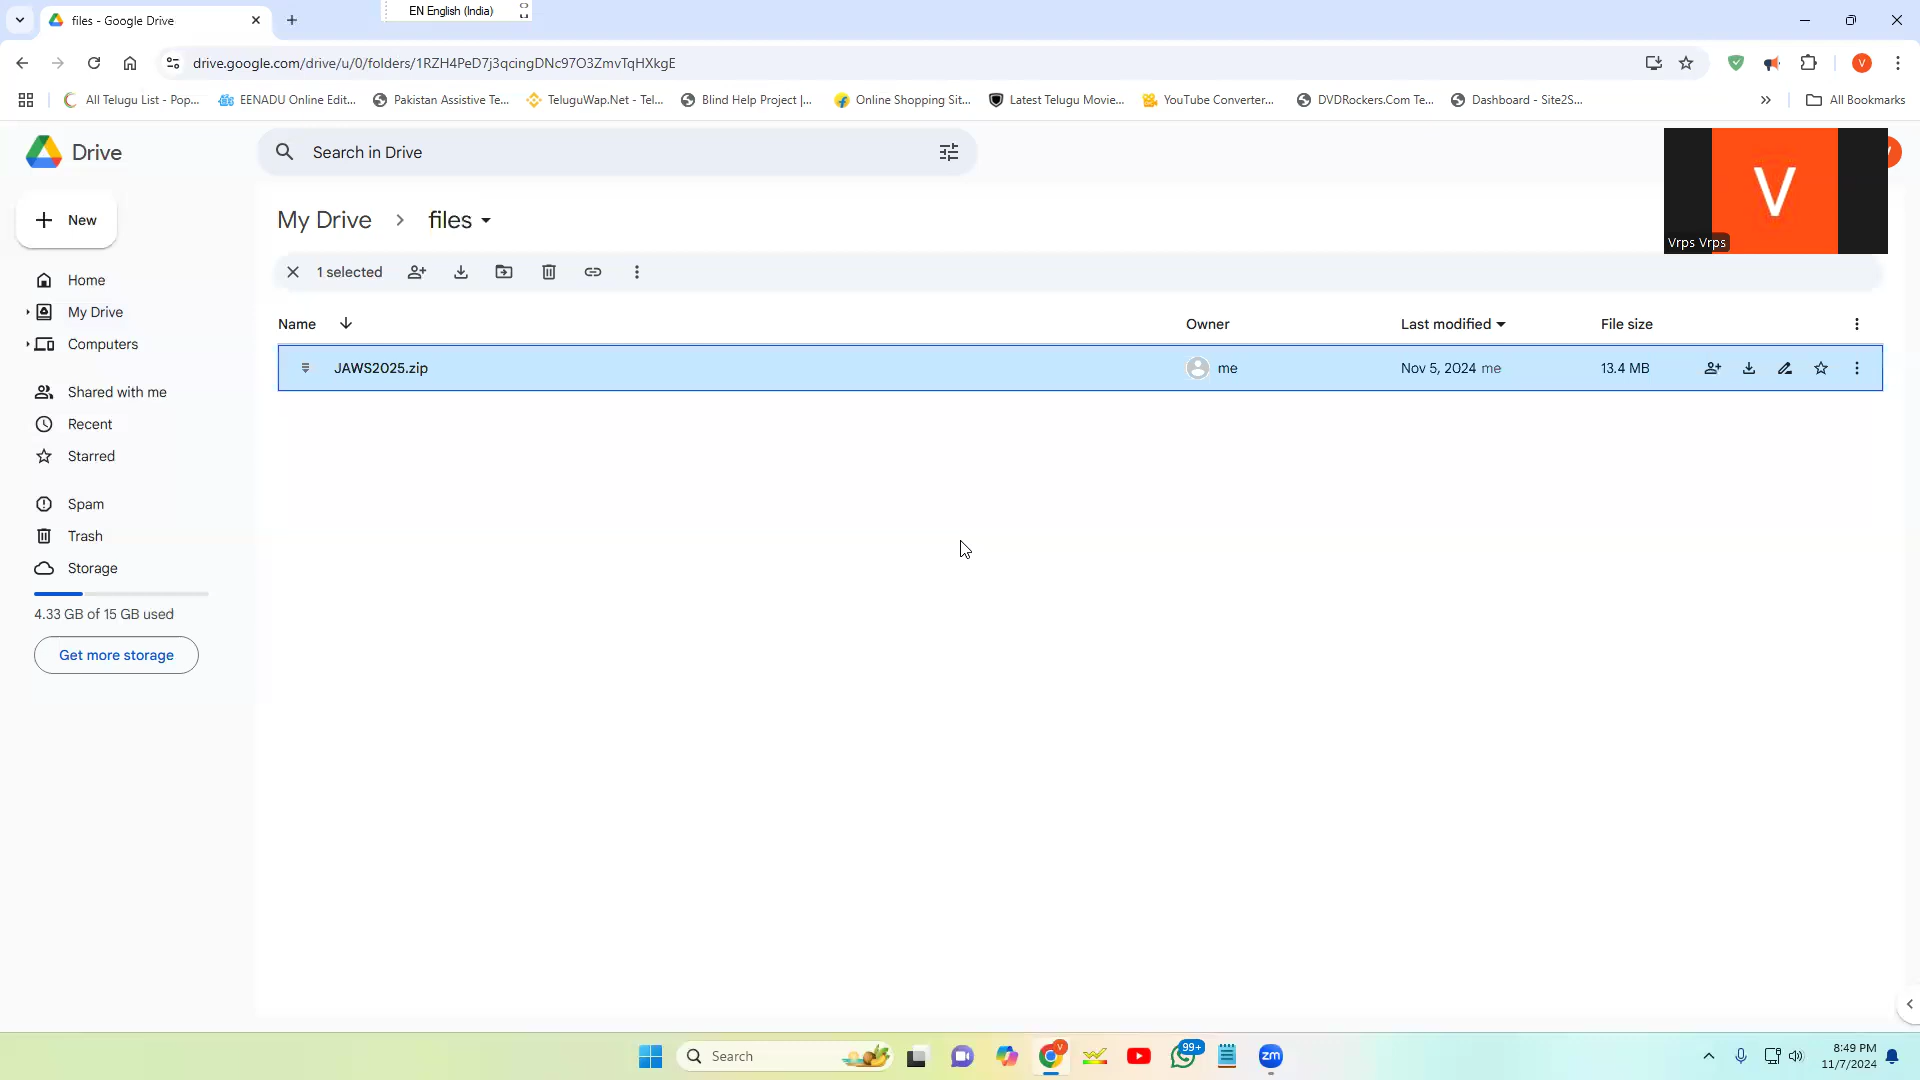 files - Google Drive
EN English (India)
drive.google.com/drive/u/0/folders/1RZH4PeD7j3qcingDNc97O3ZmvTqHXkgE
V
All Telugu List - Pop...
EENADU Online Edit...
Pakistan Assistive Te...
TeluguWap.Net - Tel...
Blind Help Project |...
Online Shopping Sit...
Latest Telugu Movie...
YouTube Converter...
DVDRockers.Com Te...
Dashboard - Site2S...
All Bookmarks
Drive
Search in Drive
V
Vrps Vrps
New
My Drive
files
1 selected
Home
My Drive
Computers
Shared with me
Recent
Starred
Spam
Trash
Storage
4.33 GB of 15 GB used
Get more storage
Name
Owner
Last modified
File size
JAWS2025.zip
me
Nov 5, 2024 me
13.4 MB
Search
V
99+
zm
8:49 PM
11/7/2024